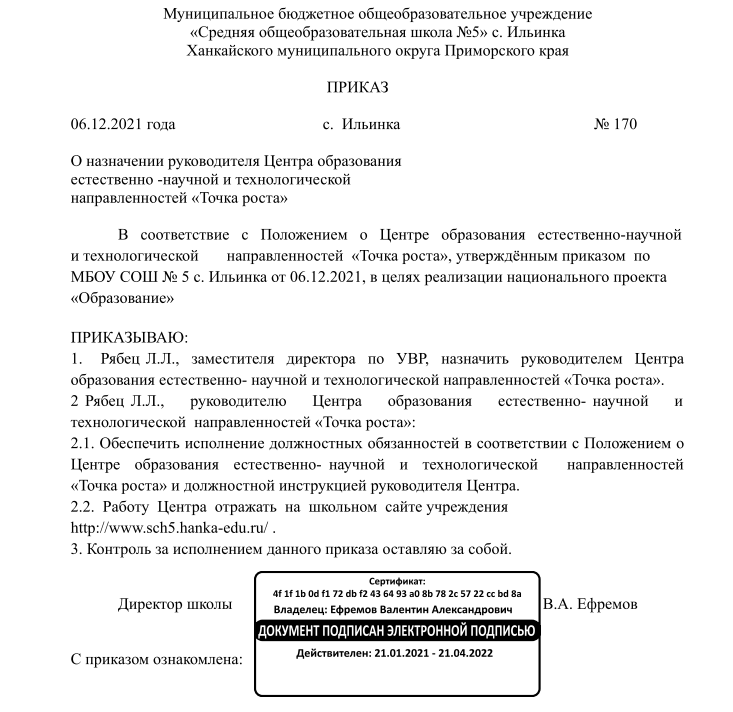 Муниципальное бюджетное общеобразовательное учреждение
«Средняя общеобразовательная школа №5» с. Ильинка
Ханкайского муниципального округа Приморского края
ПРИКАЗ
06.12.2021 года с. Ильинка № 170
О назначении руководителя Центра образования
естественно -научной и технологической
направленностей «Точка роста»
В соответствие с Положением о Центре образования естественно-научной
и технологической направленностей «Точка роста», утверждённым приказом по
МБОУ СОШ № 5 с. Ильинка от 06.12.2021, в целях реализации национального проекта
«Образование»
ПРИКАЗЫВАЮ:
1. Рябец Л.Л., заместителя директора по УВР, назначить руководителем Центра
образования естественно- научной и технологической направленностей «Точка роста».
2 Рябец Л.Л., руководителю Центра образования естественно- научной и
технологической направленностей «Точка роста»:
2.1. Обеспечить исполнение должностных обязанностей в соответствии с Положением о
Центре образования естественно- научной и технологической направленностей
«Точка роста» и должностной инструкцией руководителя Центра.
2.2. Работу Центра отражать на школьном сайте учреждения
http://www.sch5.hanka-edu.ru/ .
3. Контроль за исполнением данного приказа оставляю за собой.
Сертификат:
4f 1f 1b 0d f1 72 db f2 43 64 93 a0 8b 78 2c 57 22 cc bd 8a
Директор школы Владелец: Ефремов Валентин Александрович В.А. Ефремов
ДОКУМЕНТ ПОДПИСАН ЭЛЕКТРОННОЙ ПОДПИСЬЮ
Действителен: 21.01.2021 - 21.04.2022
С приказом ознакомлена: